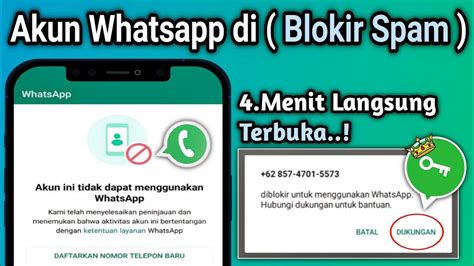 Akun Whatsapp di ( Blokir Spam )
WhatsApp
Akun ini tidak dapat menggunakan
WhatsApp
Kami telah menyelesaikan peninjauan dan
menemukan bahwa aktivitas akun ini bertentangan
dengan ketentuan layanan WhatsApp
DAFTARKAN NOMOR TELEPON BARU
4.Menit Langsung
Terbuka..!
+62 857-4701-5573
diblokir untuk menggunakan WhatsApp.
Hubungi dukungan untuk bantuan.
BATAL DUKUNGAN